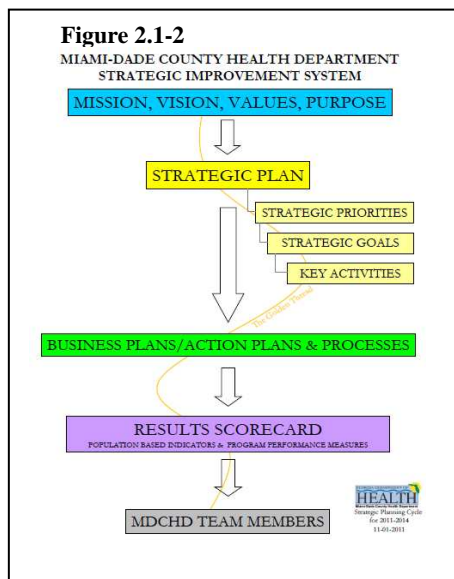 Figure 2.1-2
MIAMI-DADE COUNTY HEALTH DEPARTMENT
STRATEGIC IMPROVEMENT SYSTEM
MISSION, VISION, VALUES, PURPOSE
STRATEGIC PLAN
STRATEGIC PRIORITIES
STRATEGIC GOALS
KEY ACTIVITIES
The Golden Thread
BUSINESS PLANS/ACTION PLANS & PROCESSES
RESULTS SCORECARD
POPULATION BASED INDICATORS & PROGRAM PERFORMANCE MEASURES
MDCHD TEAM MEMBERS
HEALTH
Strategic Planning Cycle
for 2011-2014
11-01-2011